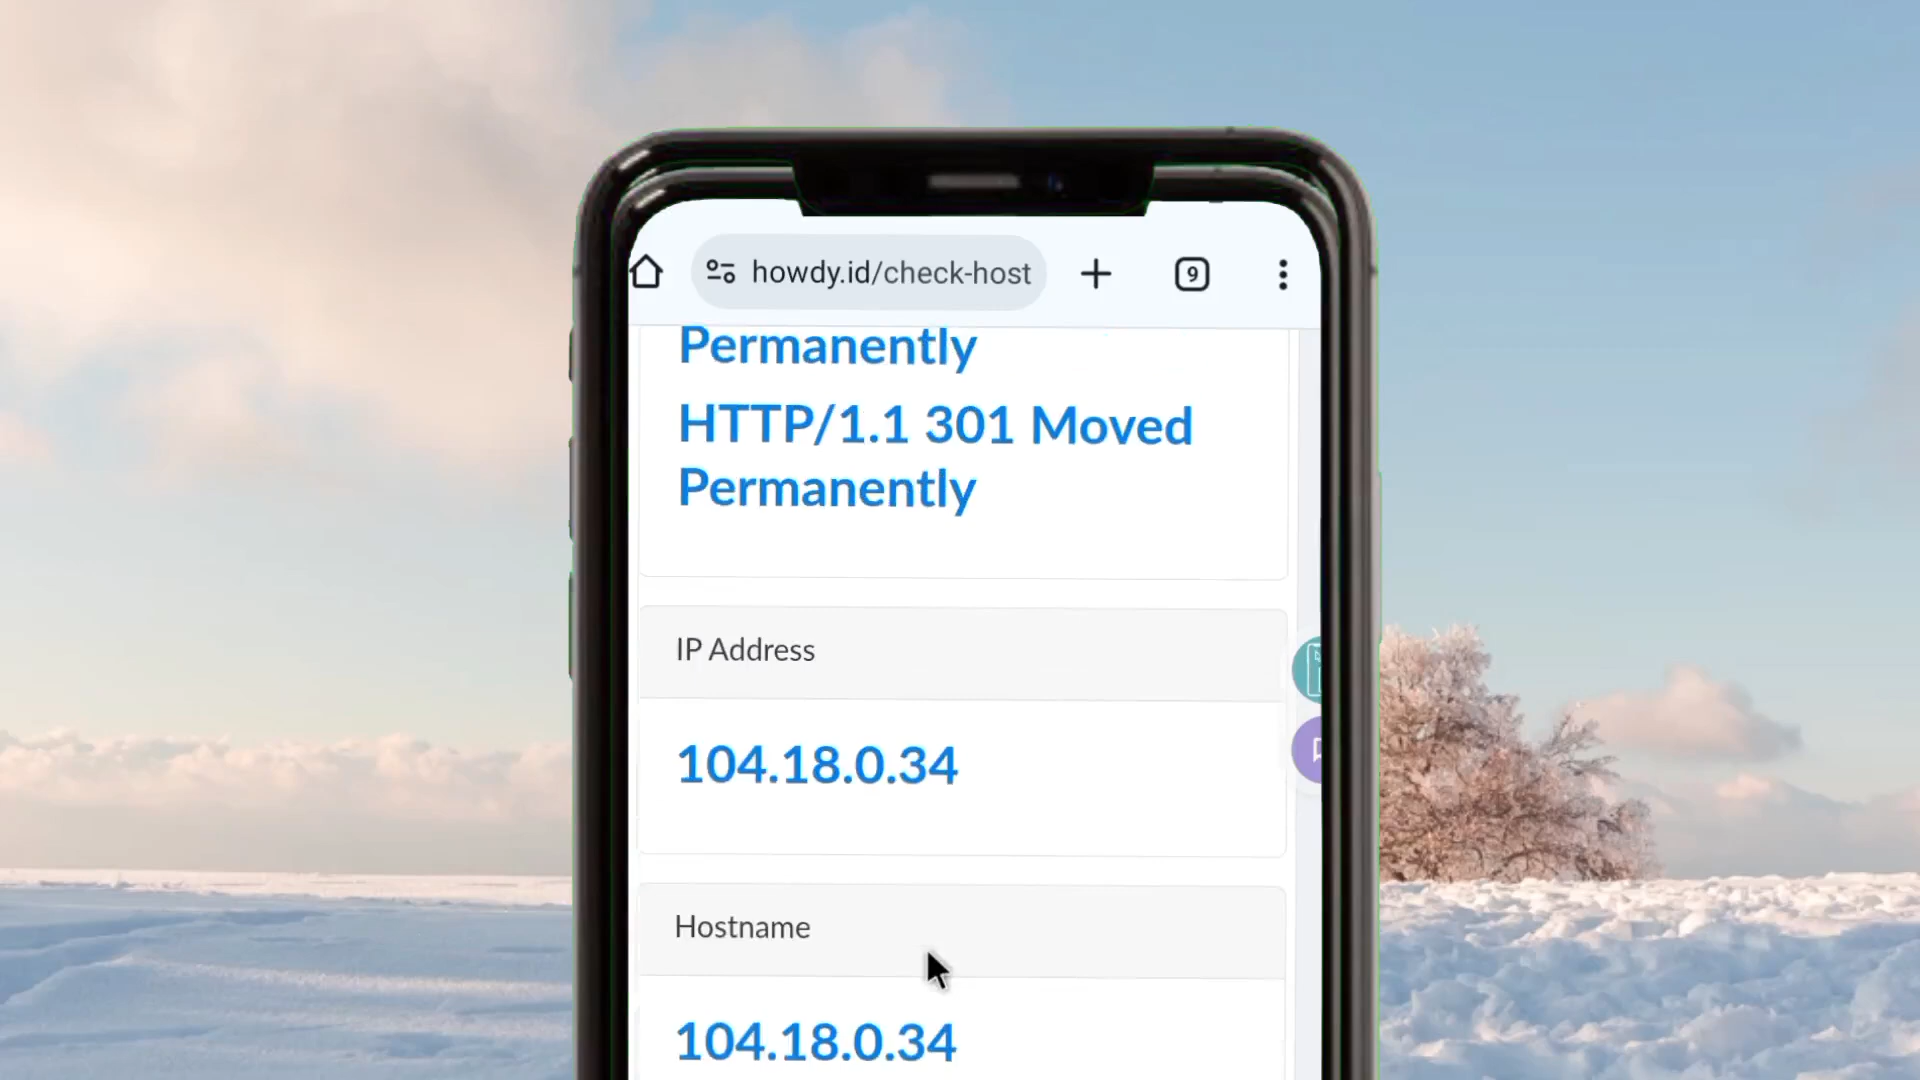 howdy.id/check-host
9
Permanently
HTTP/1.1 301 Moved
Permanently
IP Address
104.18.0.34
Hostname
104.18.0.34